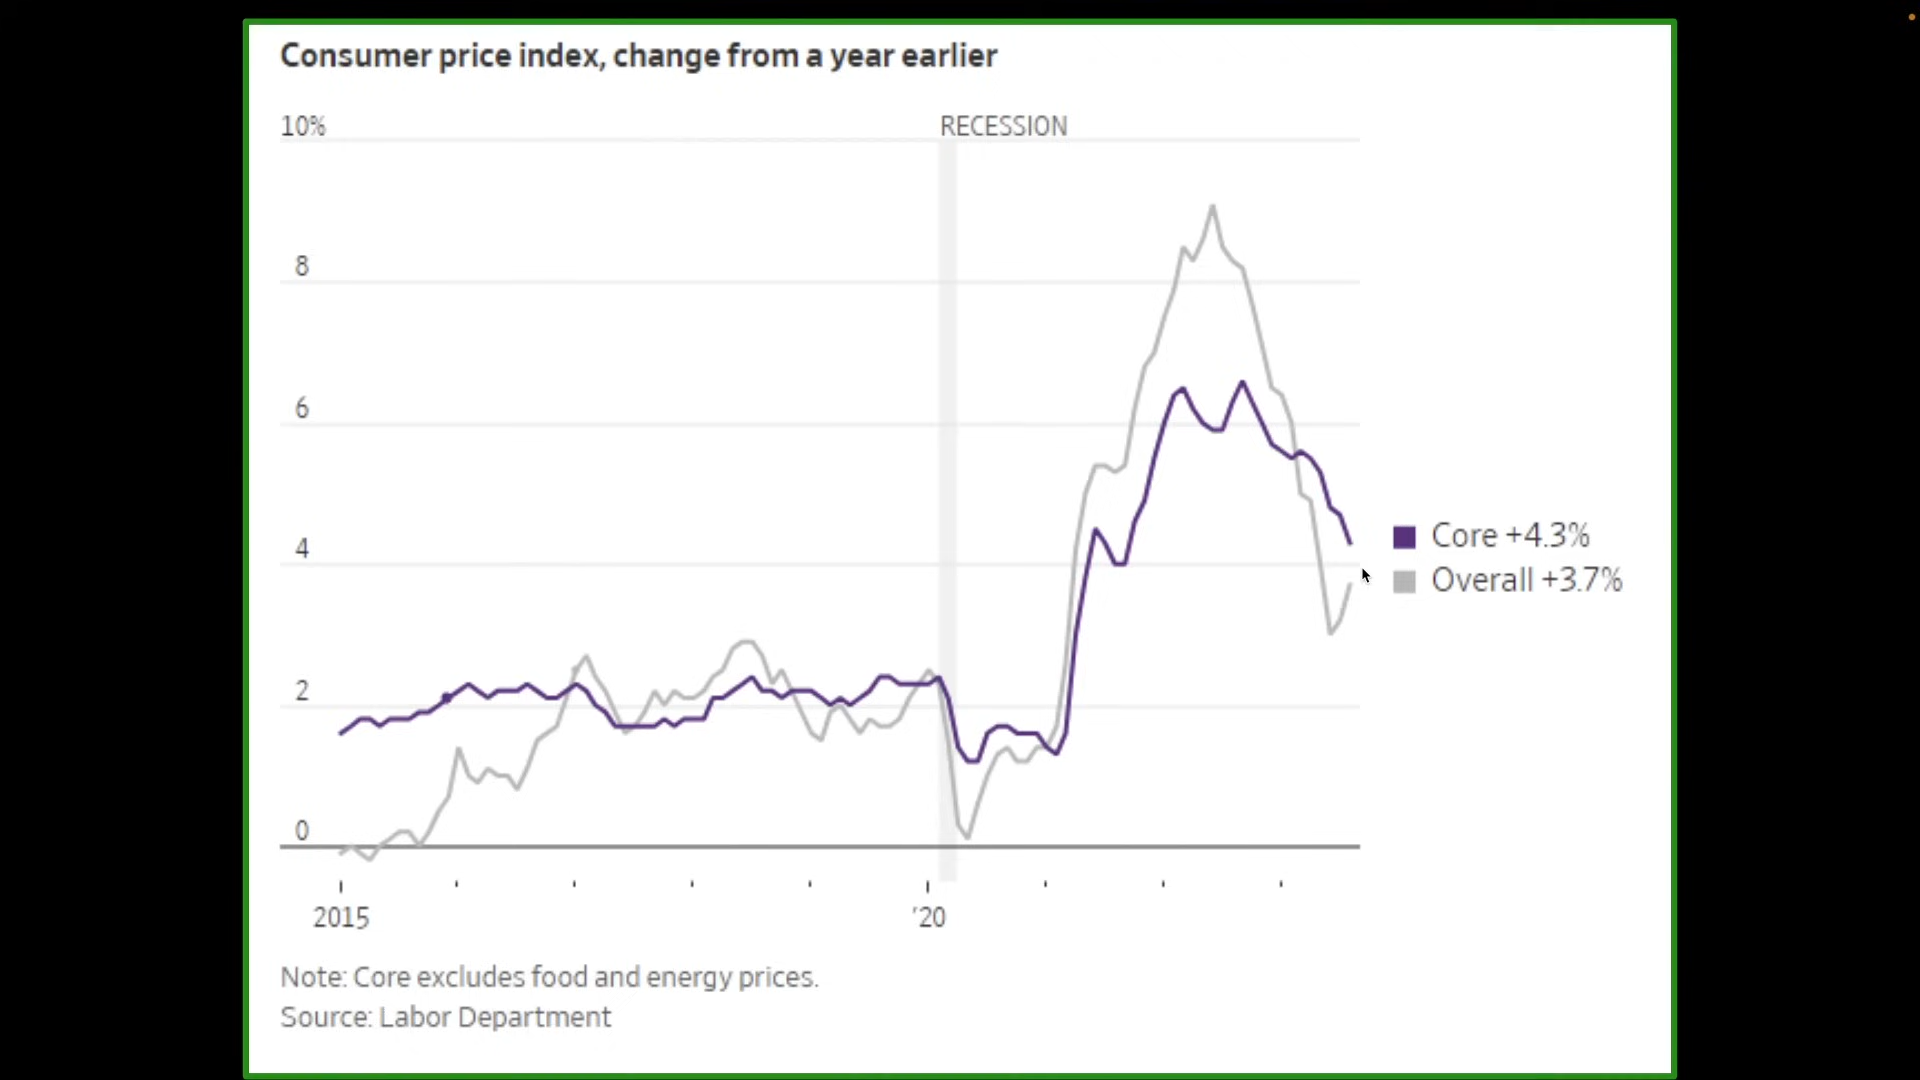 Consumer price index, change from a year earlier
10%
RECESSION
8
6
4
2
0
Core +4.3%
Overall +3.7%
2015
'20
Note: Core excludes food and energy prices.
Source: Labor Department